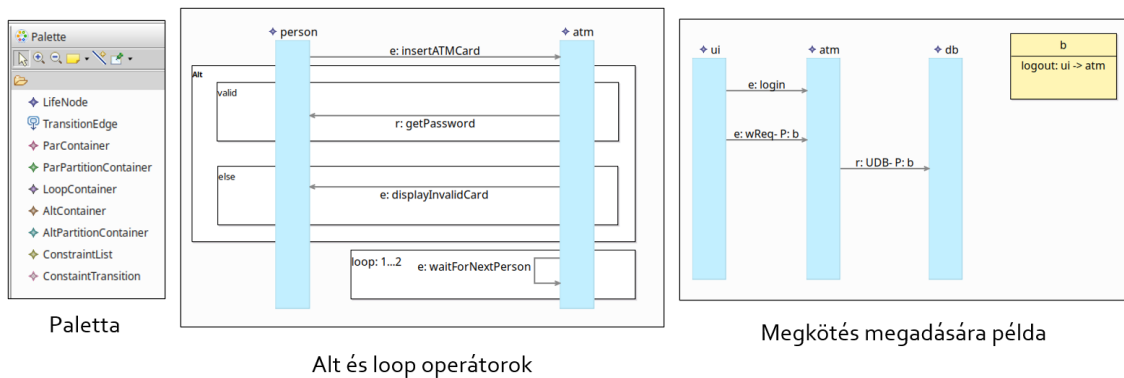 Palette
LifeNode
TransitionEdge
ParContainer
ParPartitionContainer
LoopContainer
AltContainer
AltPartitionContainer
ConstraintList
ConstaintTransition
Paletta
person
atm
e: insertATMCard
Alt
valid
r: getPassword
else
e: displayInvalidCard
loop: 1...2
e: waitForNextPerson
Alt és loop operátorok
ui
atm
db
b
logout: ui -> atm
e: login
e: wReq- P: b
r: UDB- P: b
Megkötés megadására példa